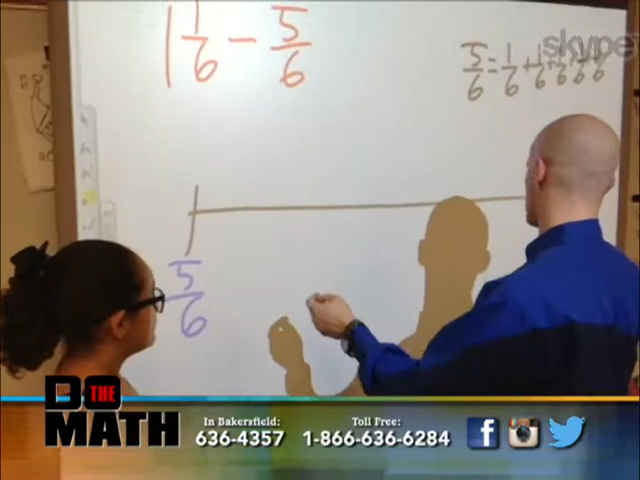 1 1/6 - 5/6
skype
5/6 = 1/6 + 1/6 + 1/6 + 1/6 + 1/6
5/6
DO THE MATH
In Bakersfield:
636-4357
Toll Free:
1-866-636-6284